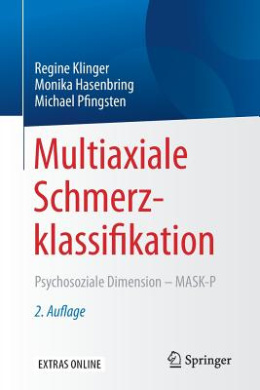 Regine Klinger
Monika Hasenbring
Michael Pfingsten
Multiaxiale
Schmerz-
klassifikation
Psychosoziale Dimension – MASK-P
2. Auflage
EXTRAS ONLINE
Springer